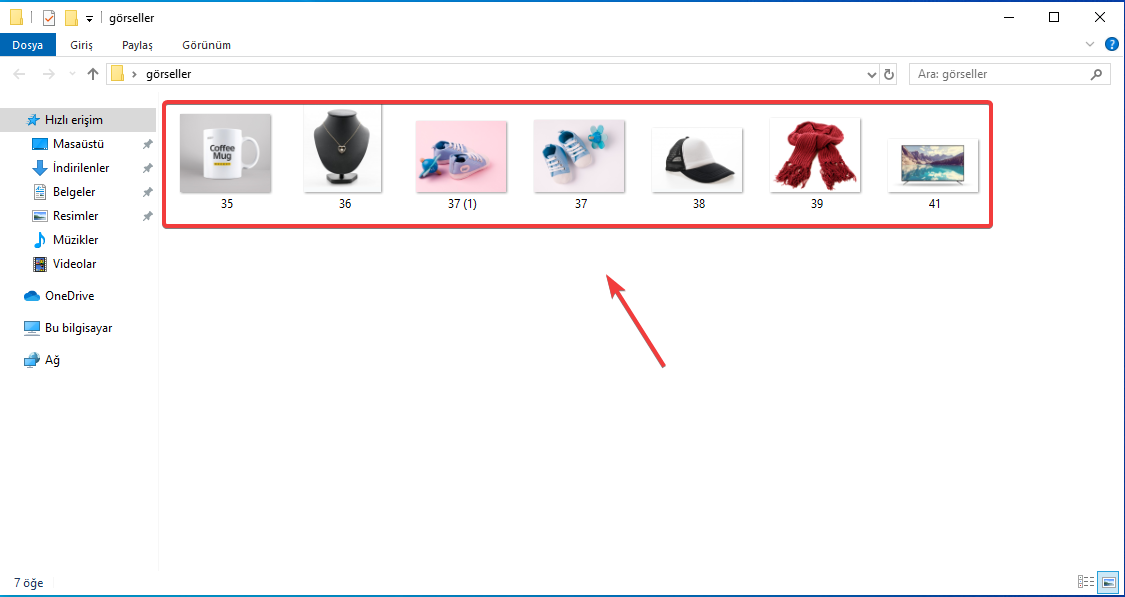 görseller
Dosya Giriş Paylaş Görünüm
görseller
Ara: görseller
Hızlı erişim
Masaüstü
İndirilenler
Belgeler
Resimler
Müzikler
Videolar
OneDrive
Bu bilgisayar
Ağ
Coffee
Mug
35 36 37 (1) 37 38 39 41
7 öğe